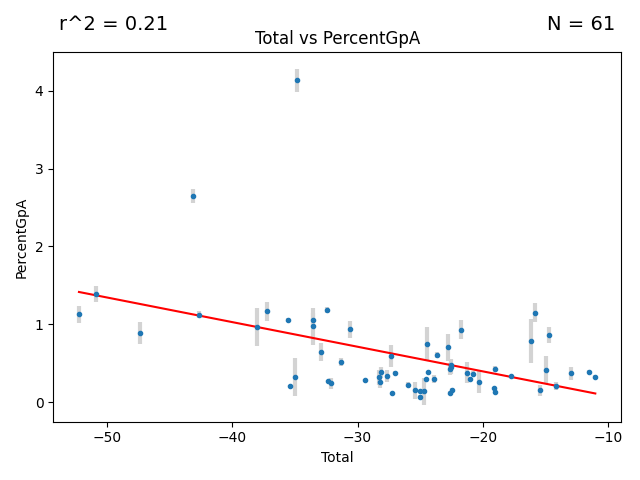 r^2 = 0.21
N = 61
Total vs PercentGpA
4
3
2
1
0
PercentGpA
−50
−40
−30
−20
−10
Total